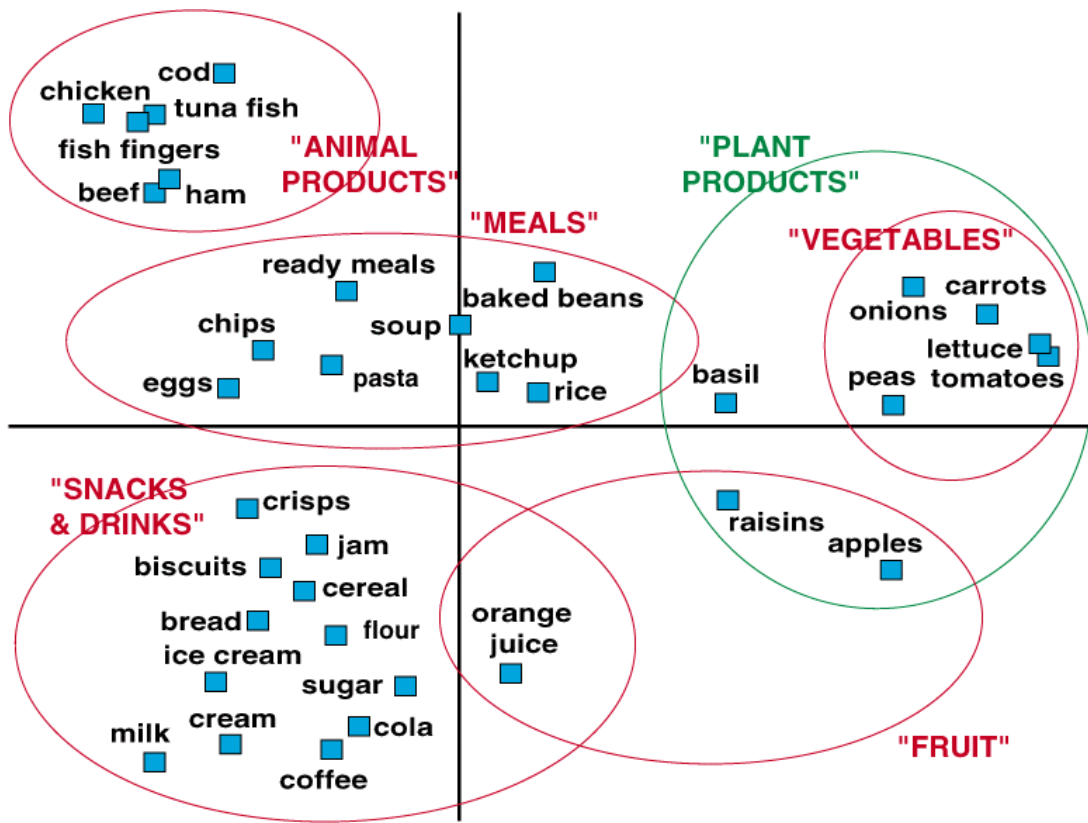 cod
chicken
tuna fish
fish fingers
beef
ham
"ANIMAL
PRODUCTS"
"PLANT
PRODUCTS"
"MEALS"
"VEGETABLES"
ready meals
baked beans
carrots
onions
chips
soup
lettuce
ketchup
tomatoes
eggs
pasta
rice
basil
peas
"SNACKS
& DRINKS"
crisps
raisins
jam
apples
biscuits
cereal
bread
flour
orange
juice
ice cream
sugar
cream
cola
milk
coffee
"FRUIT"